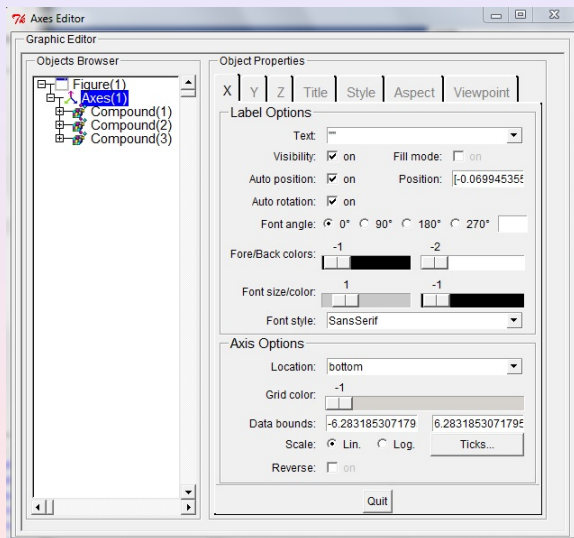 Axes Editor
Graphic Editor
Objects Browser
Figure(1)
Axes(1)
Compound(1)
Compound(2)
Compound(3)
Object Properties
X Y Z Title Style Aspect Viewpoint
Label Options
Text: ""
Visibility: on Fill mode: on
Auto position: on Position: [-0.069945355
Auto rotation: on
Font angle: 0° 90° 180° 270°
-1 -2
Fore/Back colors:
1 -1
Font size/color:
Font style: SansSerif
Axis Options
Location: bottom
-1
Grid color:
Data bounds: -6.283185307179 6.2831853071795
Scale: Lin. Log. Ticks...
Reverse: on
Quit